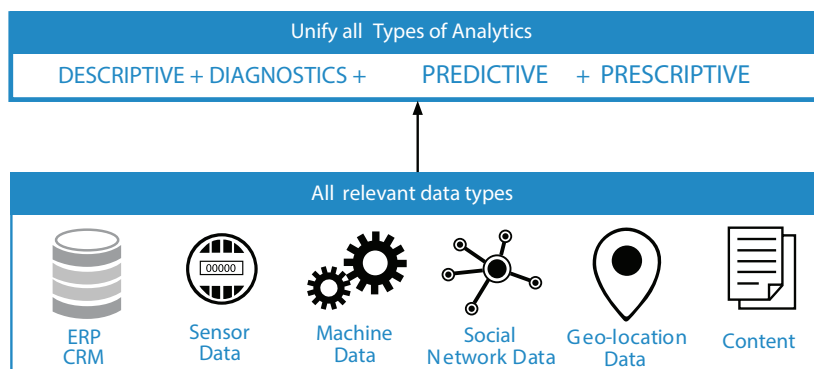 Unify all Types of Analytics
DESCRIPTIVE + DIAGNOSTICS + PREDICTIVE + PRESCRIPTIVE
All relevant data types
00000
ERP
CRM
Sensor
Data
Machine
Data
Social
Network Data
Geo-location
Data
Content